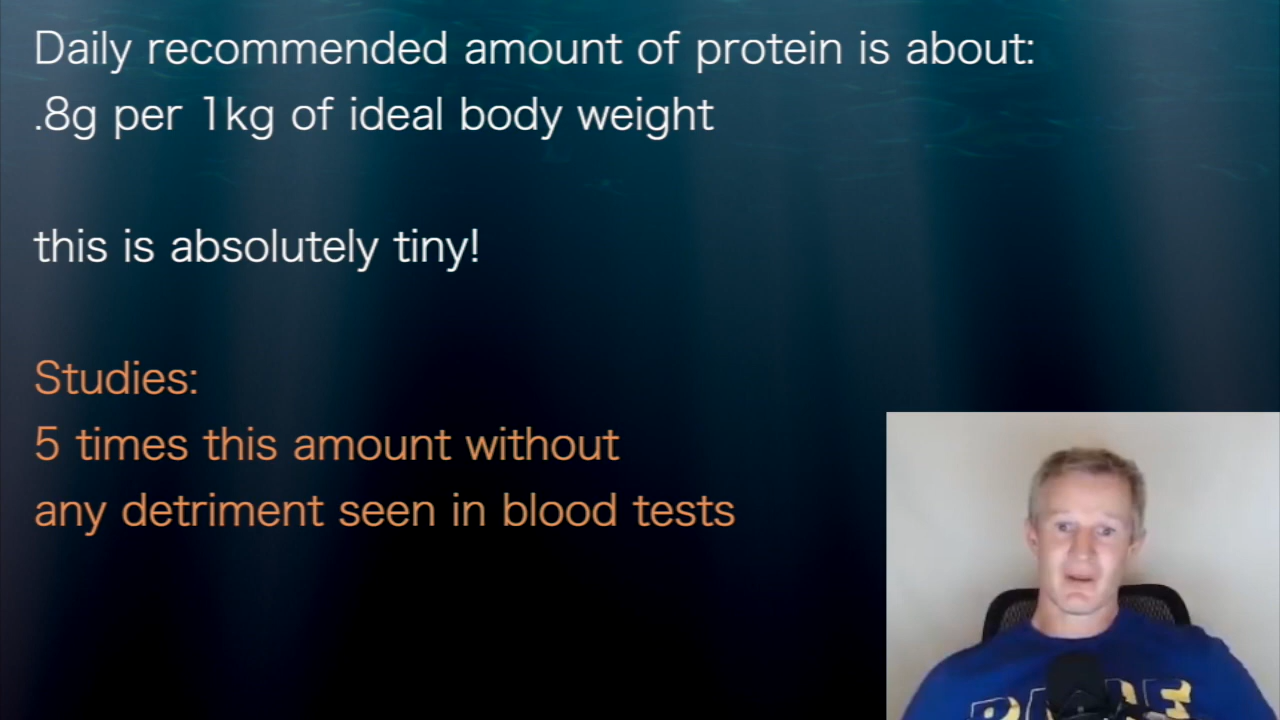 Daily recommended amount of protein is about:
.8g per 1kg of ideal body weight
this is absolutely tiny!
Studies:
5 times this amount without
any detriment seen in blood tests